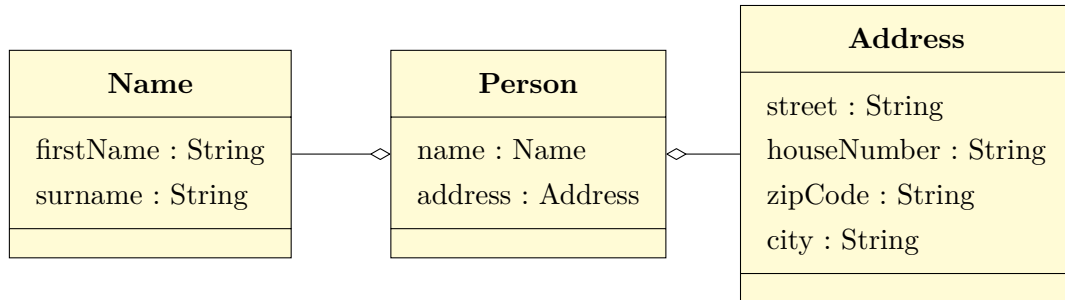 Name
firstName : String
surname : String
Person
name : Name
address : Address
Address
street : String
houseNumber : String
zipCode : String
city : String